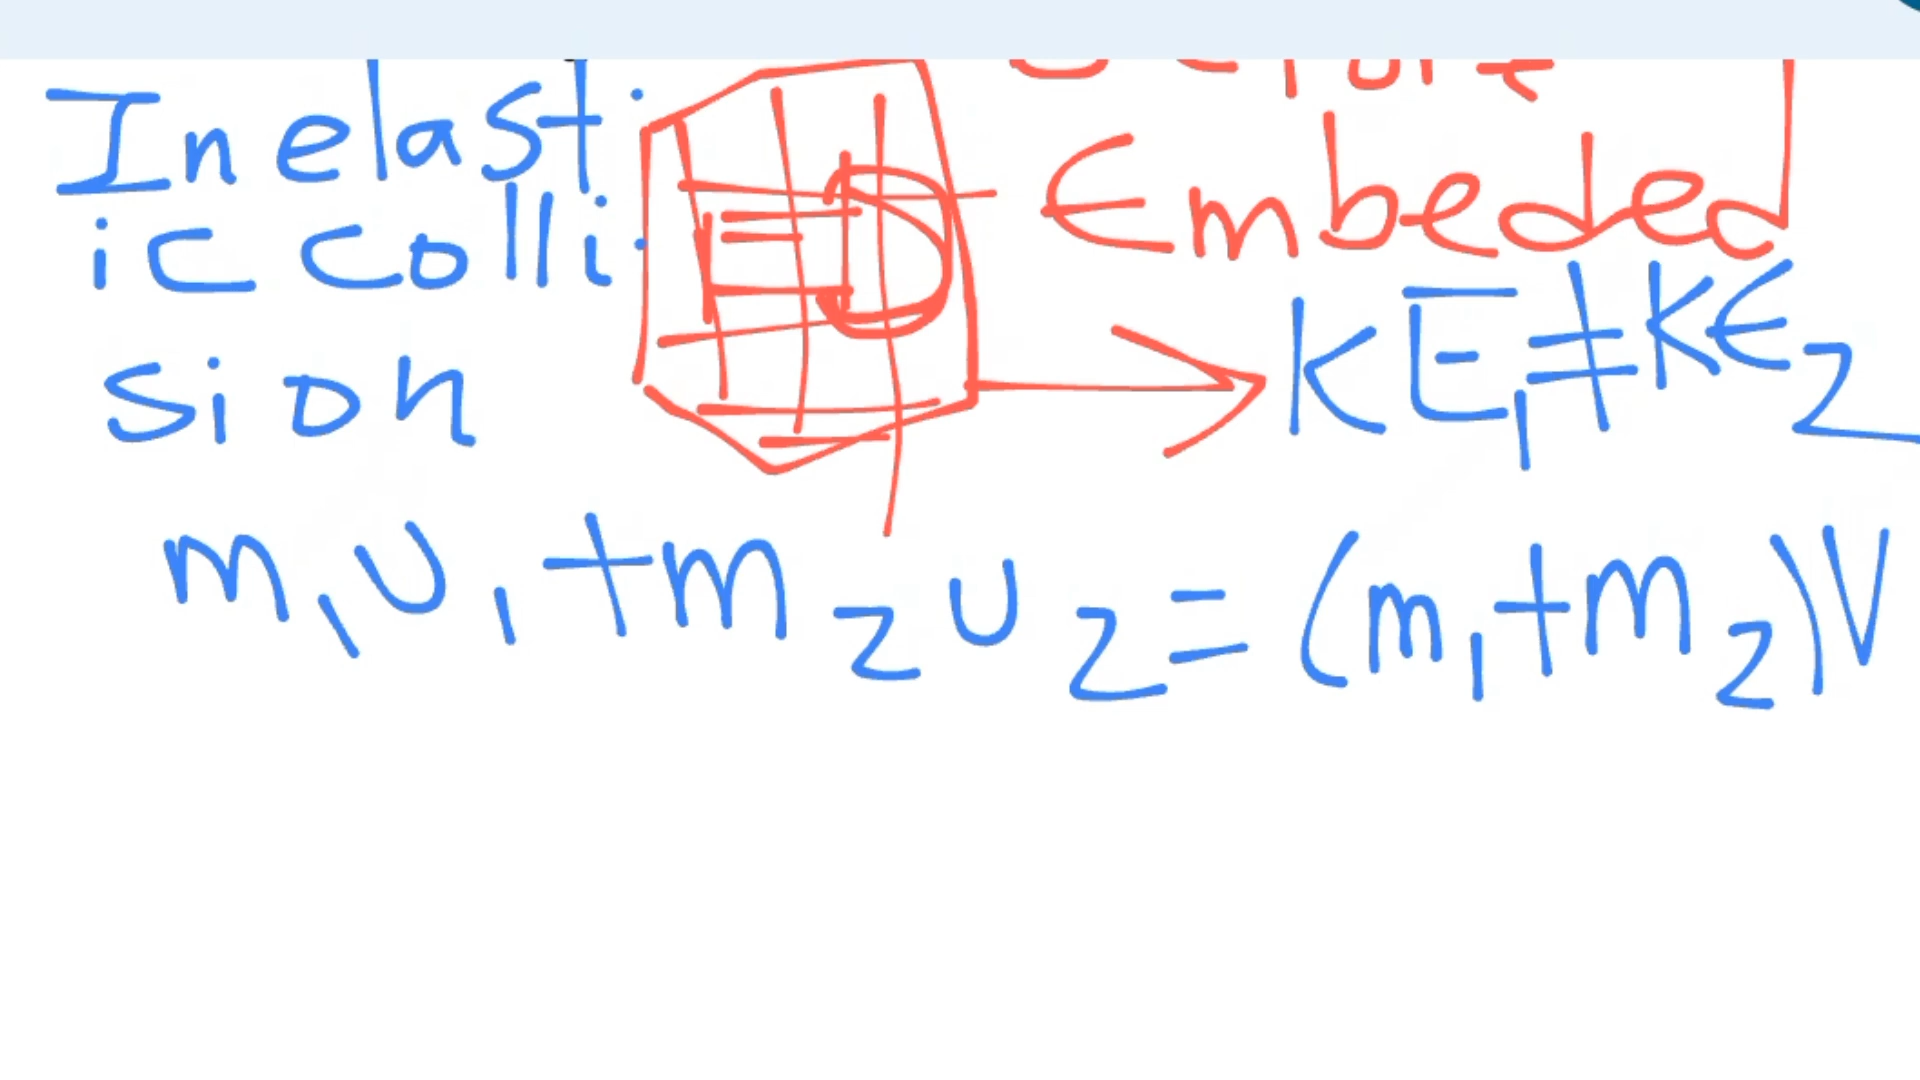 Inelast
ic colli
sion
Embeded
KE₁≠KE₂
m₁u₁+m₂u₂=(m₁+m₂)V